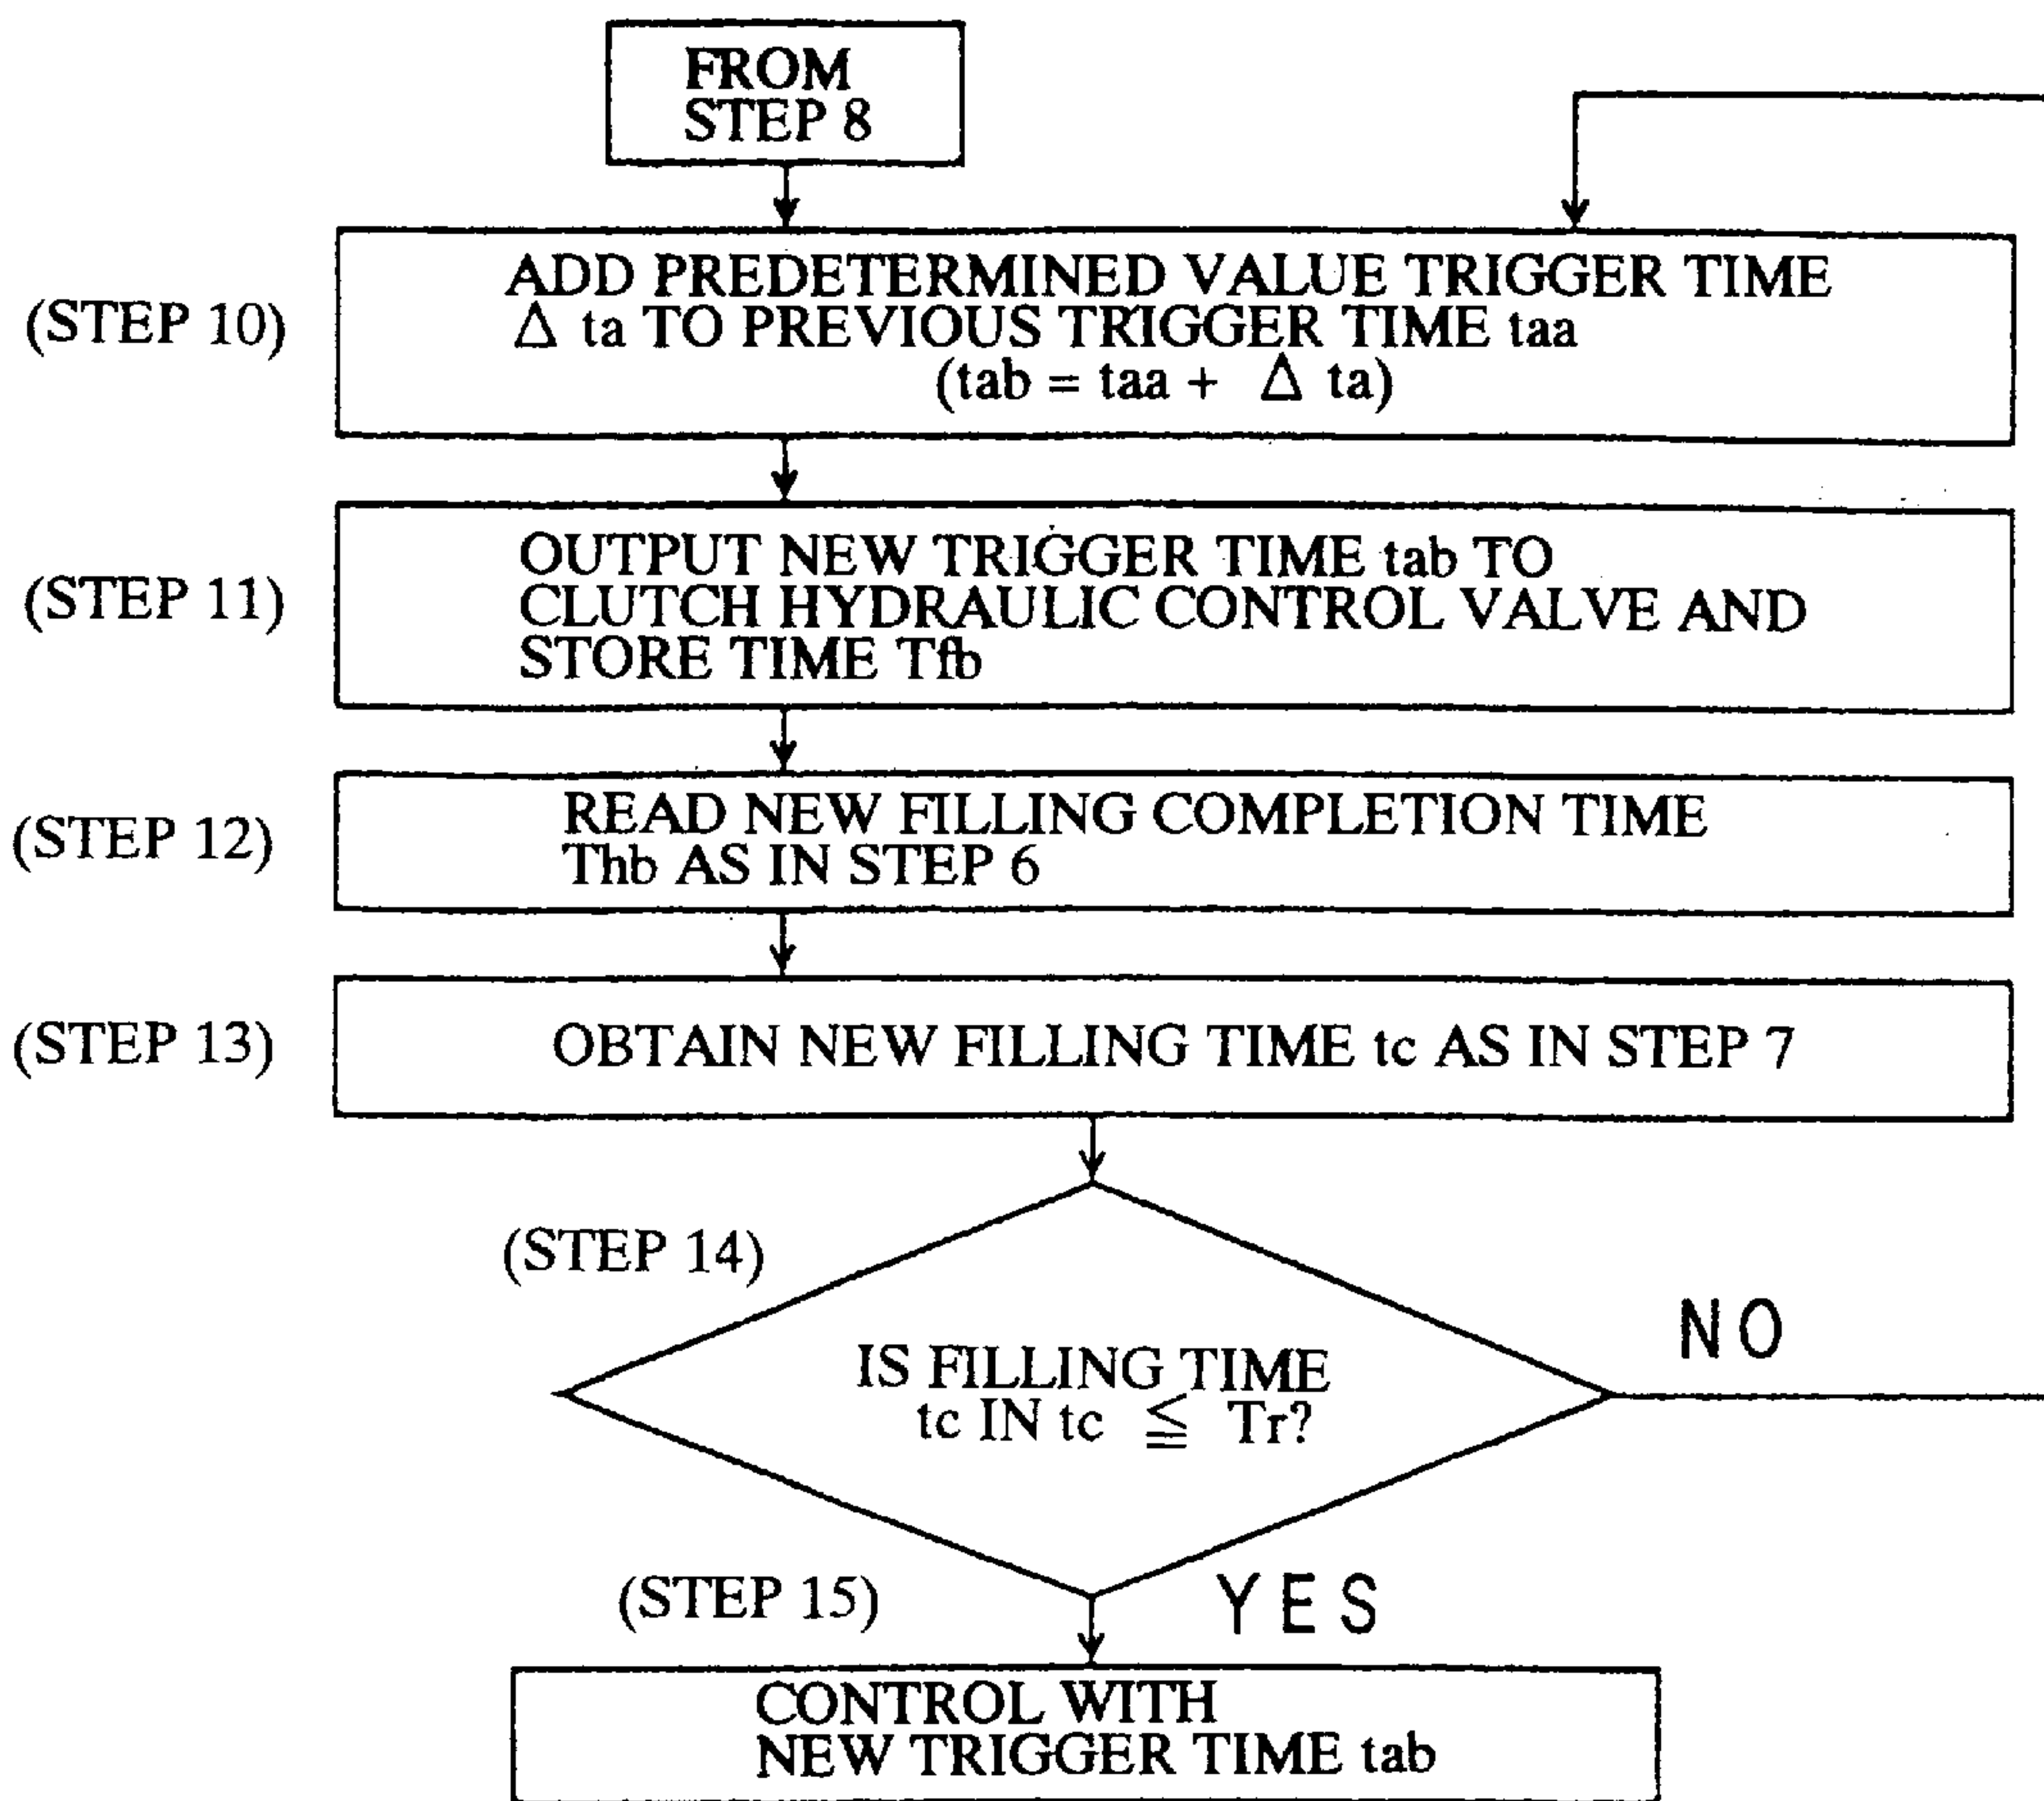 FROM
STEP 8
(STEP 10)
ADD PREDETERMINED VALUE TRIGGER TIME
Δ ta TO PREVIOUS TRIGGER TIME taa
(tab = taa + Δ ta)
(STEP 11)
OUTPUT NEW TRIGGER TIME tab TO
CLUTCH HYDRAULIC CONTROL VALVE AND
STORE TIME Tfb
(STEP 12)
READ NEW FILLING COMPLETION TIME
Thb AS IN STEP 6
(STEP 13)
OBTAIN NEW FILLING TIME tc AS IN STEP 7
(STEP 14)
IS FILLING TIME
tc IN tc ≦ Tr?
NO
(STEP 15)
YES
CONTROL WITH
NEW TRIGGER TIME tab